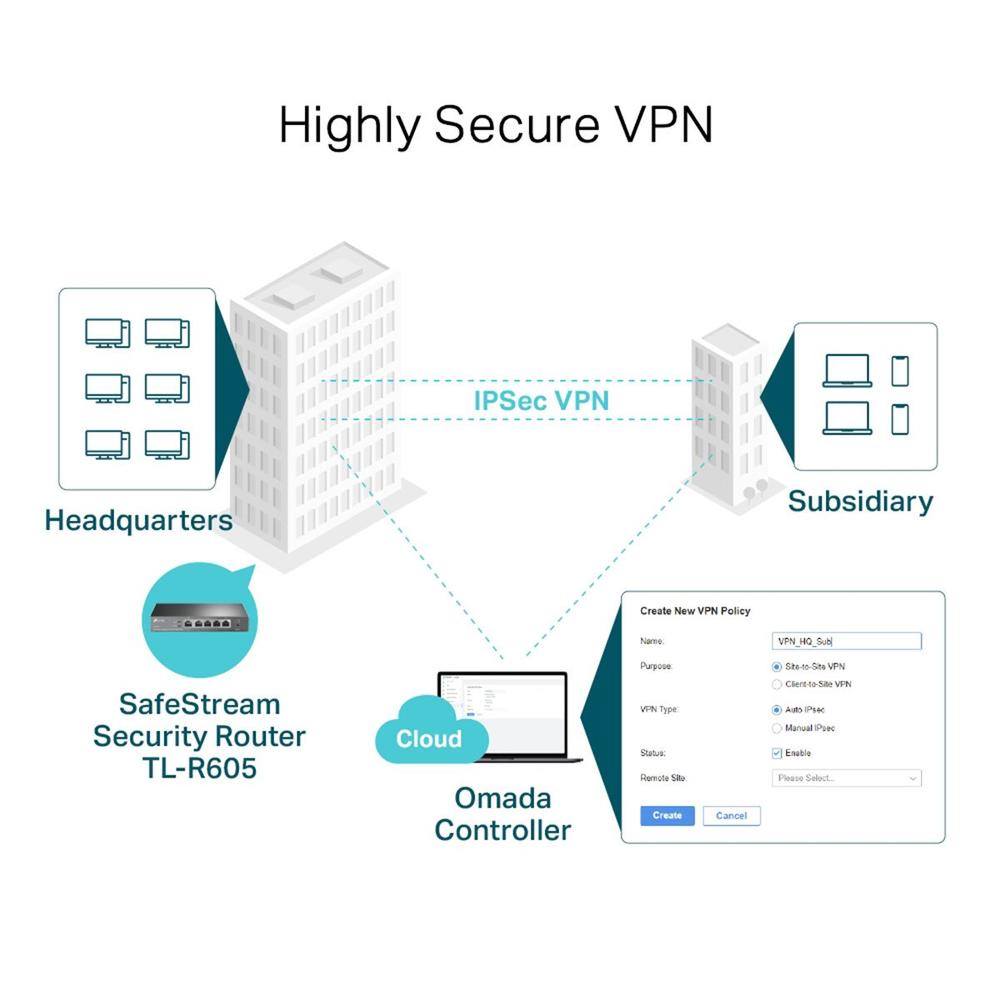 Highly Secure VPN
IPSec VPN
Headquarters
Subsidiary
SafeStream
Security Router
TL-R605
Cloud
Omada
Controller
Create New VPN Policy
Name:
VPN_HQ_Sub
Purpose:
Site-to-Site VPN
Client-to-Site VPN
VPN Type:
Auto IPsec
Manual IPsec
Status:
Enable
Remote Site:
Please Select...
Create
Cancel